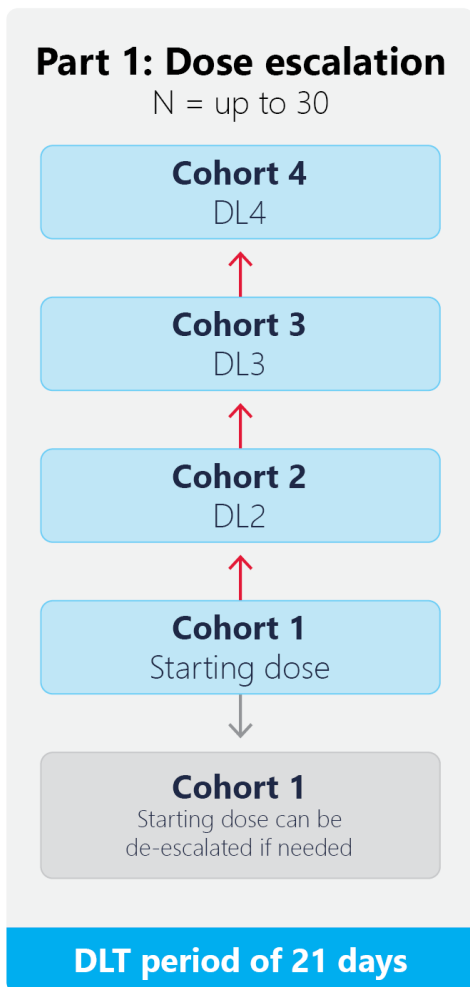 Part 1: Dose escalation
N = up to 30
Cohort 4
DL4
Cohort 3
DL3
Cohort 2
DL2
Cohort 1
Starting dose
Cohort 1
Starting dose can be
de-escalated if needed
DLT period of 21 days